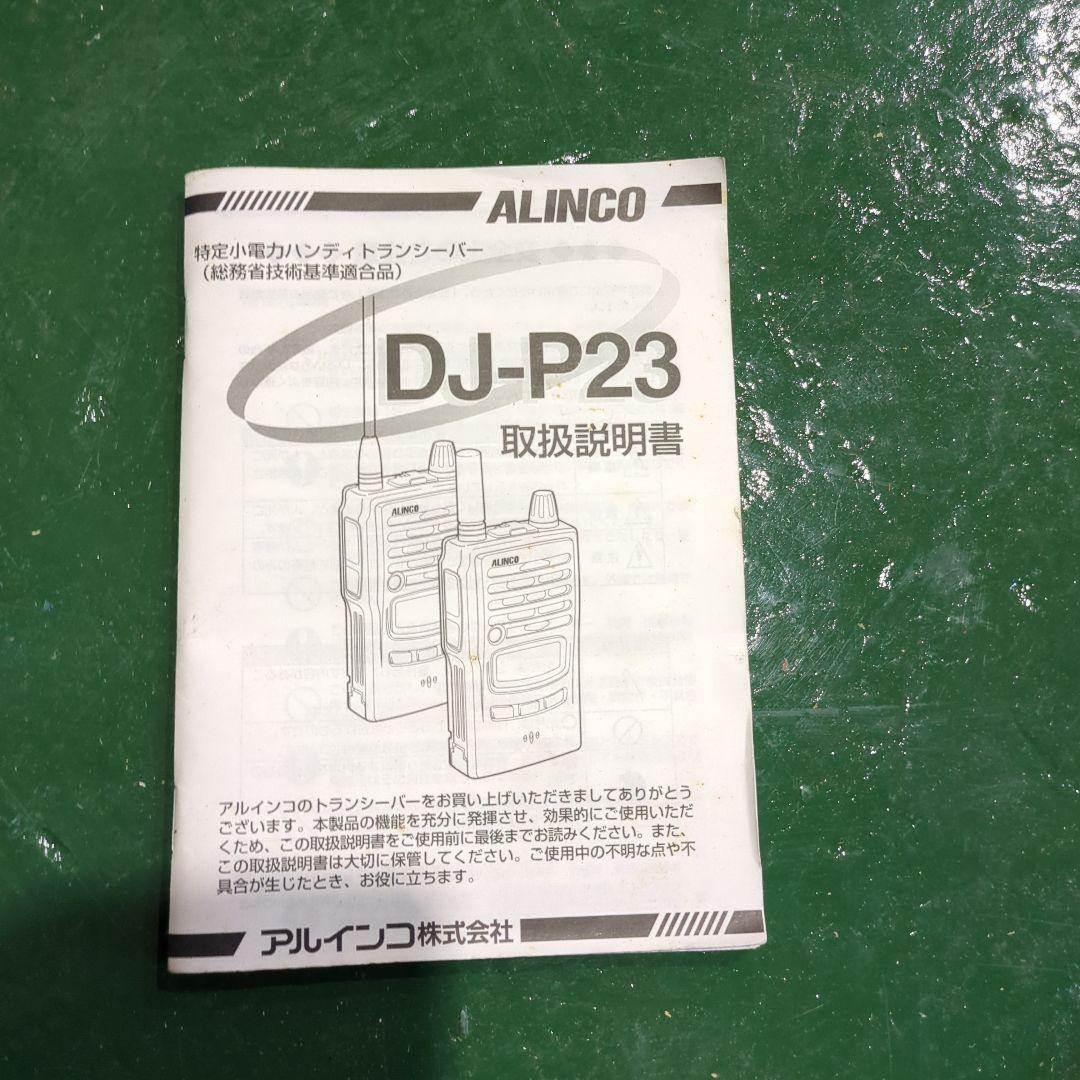 ALINCO
特定小電力ハンディトランシーバー
（総務省技術基準適合品）
DJ-P23
取扱説明書
ALINCO
ALINCO
アルインコのトランシーバーをお買い上げいただきましてありがとう
ございます。本製品の機能を充分に発揮させ、効果的にご使用いただ
くため、この取扱説明書をご使用前に最後までお読みください。また、
この取扱説明書は大切に保管してください。ご使用中の不明な点や不
具合が生じたとき、お役に立ちます。
アルインコ株式会社